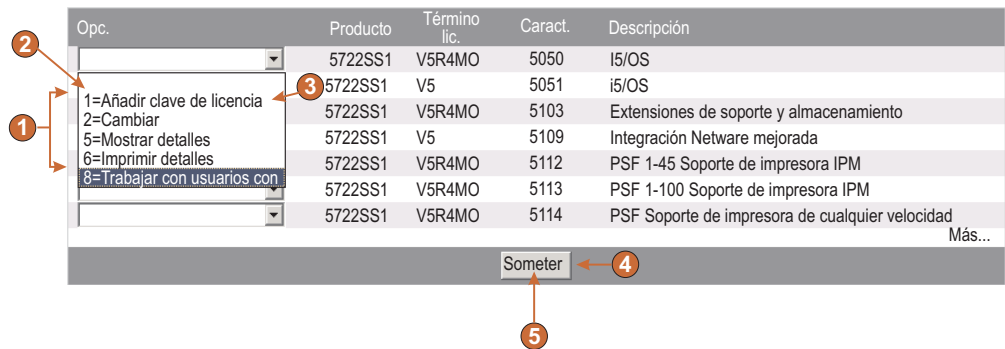 Opc. Producto Término lic. Caract. Descripción
2
5722SS1 V5R4MO 5050 I5/OS
3
5722SS1 V5 5051 i5/OS
1=Añadir clave de licencia
5722SS1 V5R4MO 5103 Extensiones de soporte y almacenamiento
2=Cambiar
1
5722SS1 V5 5109 Integración Netware mejorada
5=Mostrar detalles
6=Imprimir detalles
5722SS1 V5R4MO 5112 PSF 1-45 Soporte de impresora IPM
8=Trabajar con usuarios con
5722SS1 V5R4MO 5113 PSF 1-100 Soporte de impresora IPM
5722SS1 V5R4MO 5114 PSF Soporte de impresora de cualquier velocidad
Más...
Someter 4
5